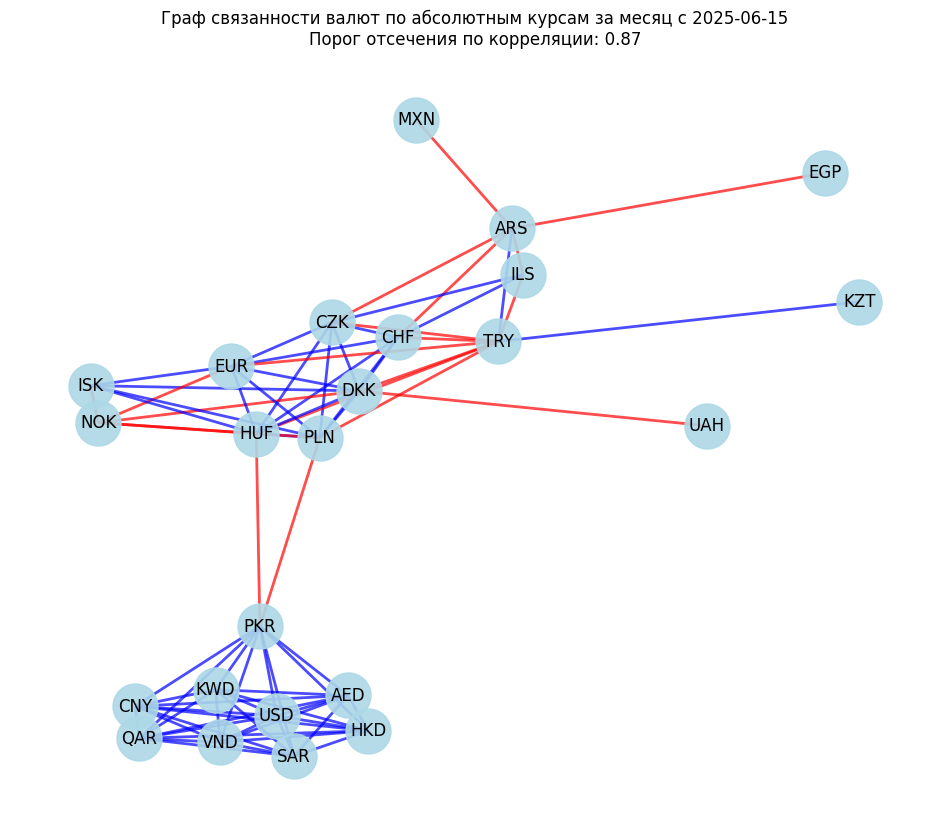 Граф связанности валют по абсолютным курсам за месяц с 2025-06-15
Порог отсечения по корреляции: 0.87
MXN
EGP
ARS
ILS
KZT
CZK
CHF
TRY
EUR
ISK
DKK
NOK
UAH
HUF
PLN
PKR
KWD
AED
CNY
USD
HKD
QAR
VND
SAR